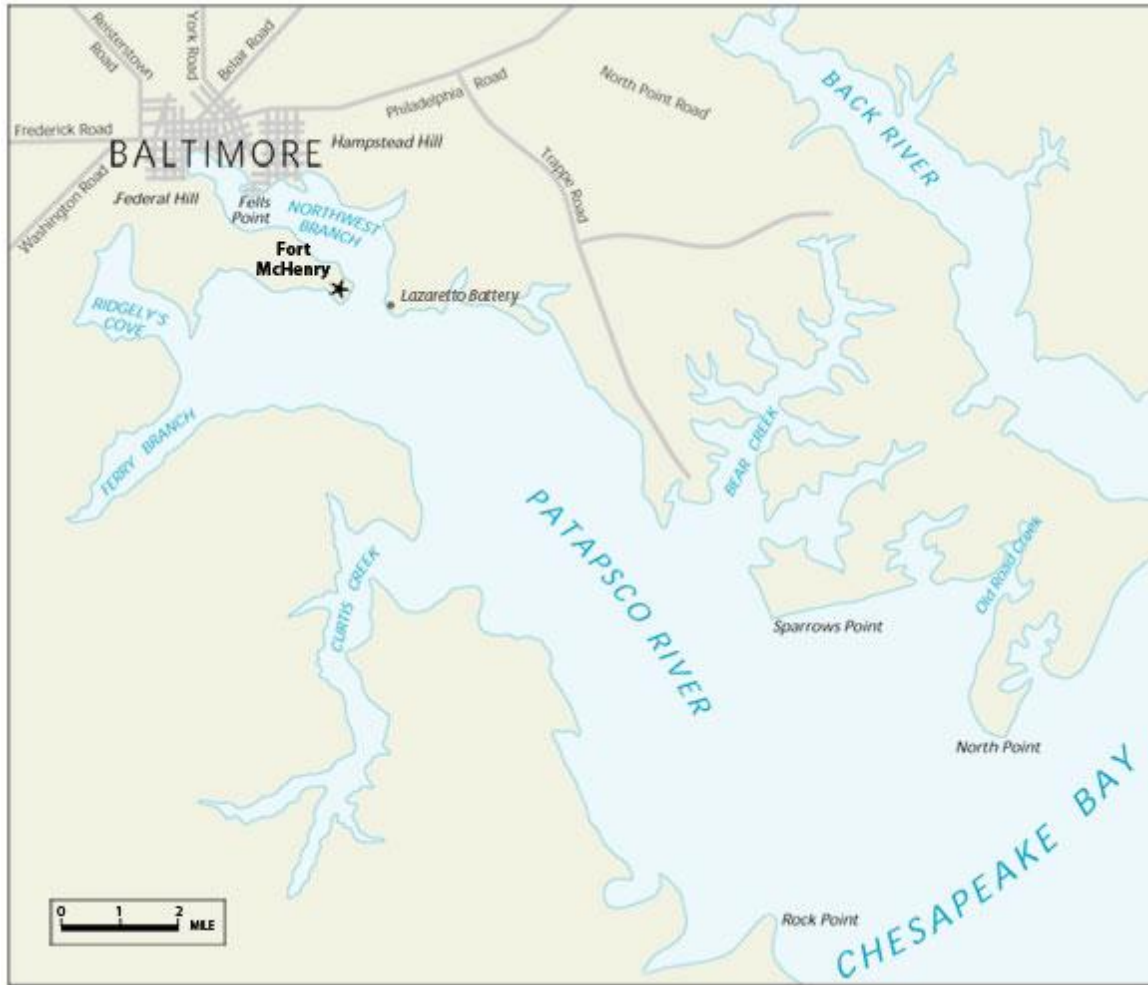 Reisterstown
Road
York Road
Belair Road
Philadelphia Road
North Point Road
BACK RIVER
Frederick Road
BALTIMORE
Hampstead Hill
Trappe Road
Washington Road
Federal Hill
Fells
Point
NORTHWEST
BRANCH
Fort
McHenry
Lazaretto Battery
RIDGELY'S
COVE
FERRY BRANCH
BEAR CREEK
PATAPSCO RIVER
CURTIS CREEK
Old Road Creek
Sparrows Point
North Point
CHESAPEAKE BAY
Rock Point
0 1 2
MILE